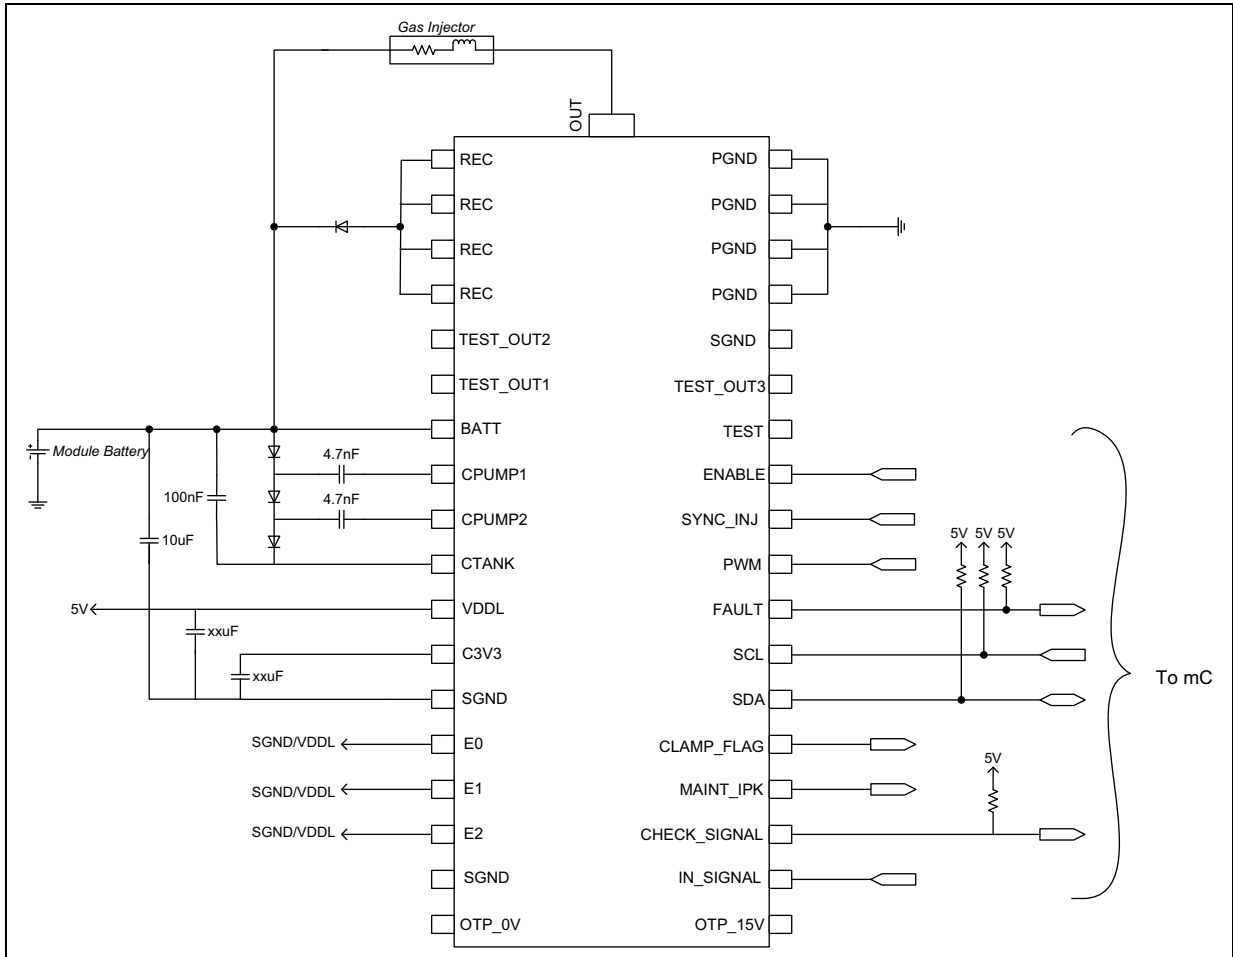 Gas Injector
OUT
REC
PGND
REC
PGND
REC
PGND
REC
PGND
TEST_OUT2
SGND
TEST_OUT1
TEST_OUT3
BATT
TEST
+
-
Module Battery
4.7nF
CPUMP1
ENABLE
100nF
4.7nF
CPUMP2
SYNC_INJ
10uF
5V 5V 5V
CTANK
PWM
5V
VDDL
FAULT
xxuF
C3V3
SCL
xxuF
To mC
SGND
SDA
SGND/VDDL
E0
CLAMP_FLAG
5V
SGND/VDDL
E1
MAINT_IPK
SGND/VDDL
E2
CHECK_SIGNAL
SGND
IN_SIGNAL
OTP_0V
OTP_15V